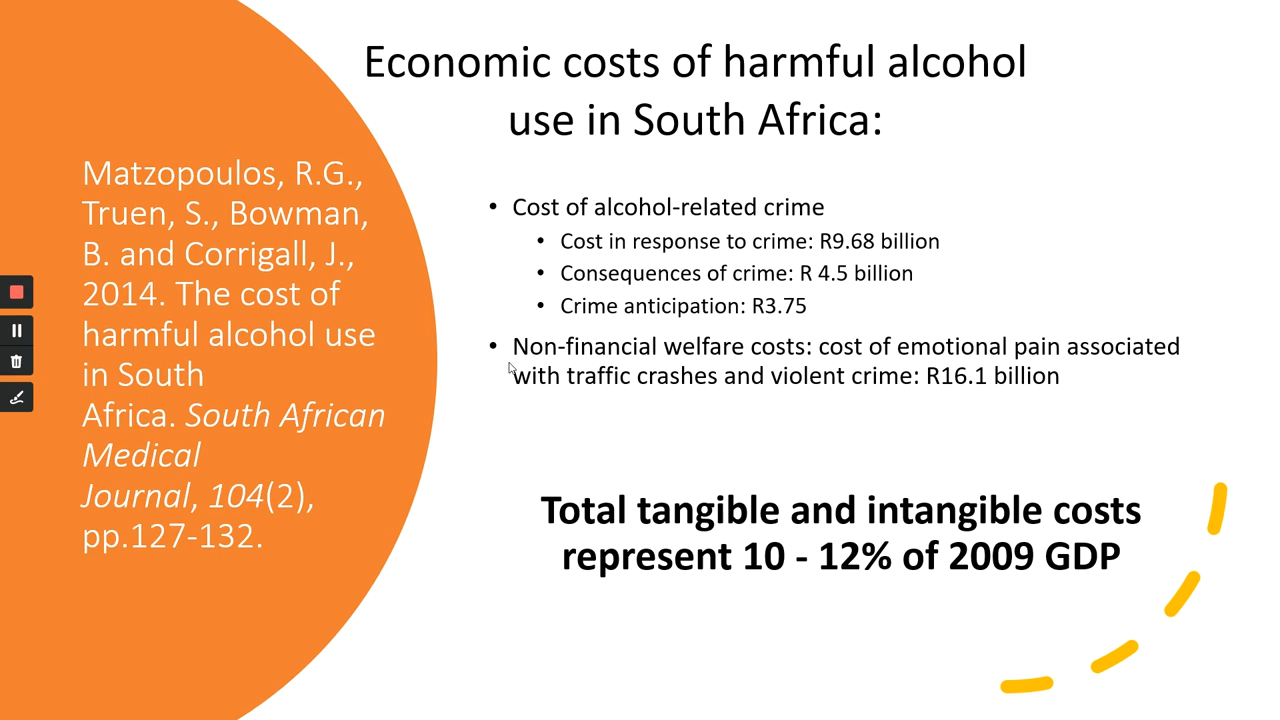 Economic costs of harmful alcohol
use in South Africa:
Matzopoulos, R.G.,
Truen, S., Bowman,
B. and Corrigall, J.,
2014. The cost of
harmful alcohol use
in South
Africa. South African
Medical
Journal, 104(2),
pp.127-132.
• Cost of alcohol-related crime
• Cost in response to crime: R9.68 billion
• Consequences of crime: R 4.5 billion
• Crime anticipation: R3.75
• Non-financial welfare costs: cost of emotional pain associated
with traffic crashes and violent crime: R16.1 billion
Total tangible and intangible costs
represent 10 - 12% of 2009 GDP